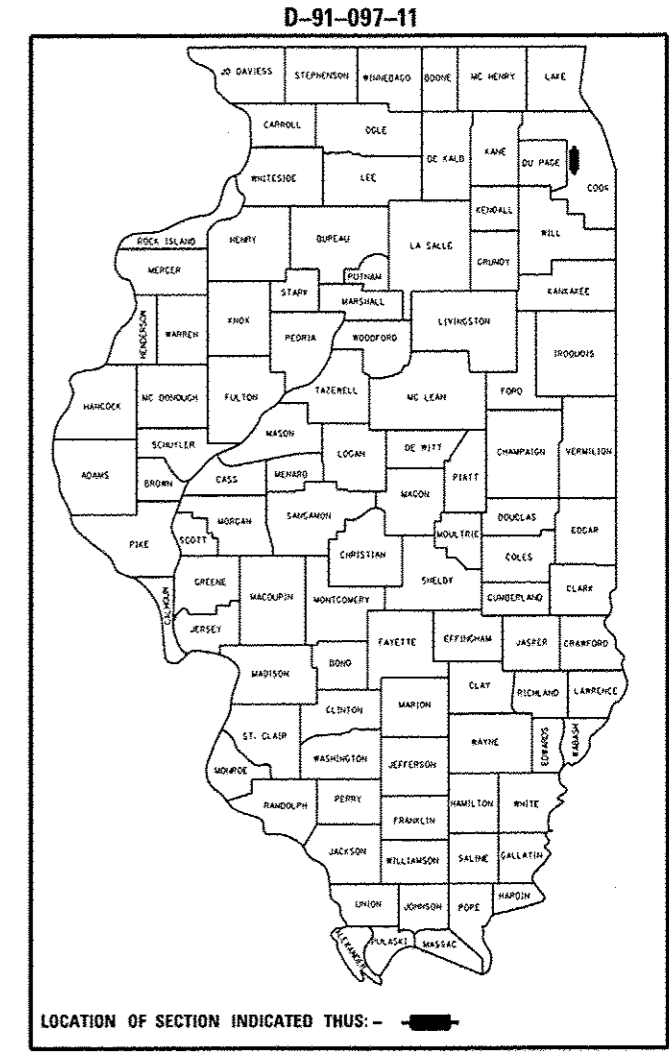 D-91-097-11
JO DAVIESS STEPHENSON WINNEBAGO BOONE MC HENRY LAKE
CARROLL OGLE DE KALB KANE DU PAGE COOK
WHITESIDE LEE
KENDALL WILL
ROCK ISLAND HENRY BUREAU LA SALLE
MERCER PUTNAM GRUNDY
STARK MARSHALL KANKAKEE
HENDERSON WARREN KNOX PEORIA WOODFORD LIVINGSTON IROQUOIS
HANCOCK MC DONOUGH FULTON TAZEWELL MC LEAN FORD
MASON
SCHUYLER LOGAN DE WITT CHAMPAIGN VERMILION
ADAMS BROWN CASS MENARD PIATT
MACON
MORGAN SANGAMON DOUGLAS
PIKE SCOTT CHRISTIAN MOULTRIE EDGAR
COLES
GREENE MACOUPIN MONTGOMERY SHELBY CUMBERLAND CLARK
CALHOUN
JERSEY FAYETTE EFFINGHAM JASPER CRAWFORD
MADISON BOND CLAY RICHLAND LAWRENCE
CLINTON MARION
ST. CLAIR WAYNE EDWARDS WABASH
WASHINGTON JEFFERSON
MONROE
RANDOLPH PERRY HAMILTON WHITE
FRANKLIN
JACKSON WILLIAMSON SALINE GALLATIN
UNION JOHNSON POPE HARDIN
ALEXANDER PULASKI MASSAC
LOCATION OF SECTION INDICATED THUS: -